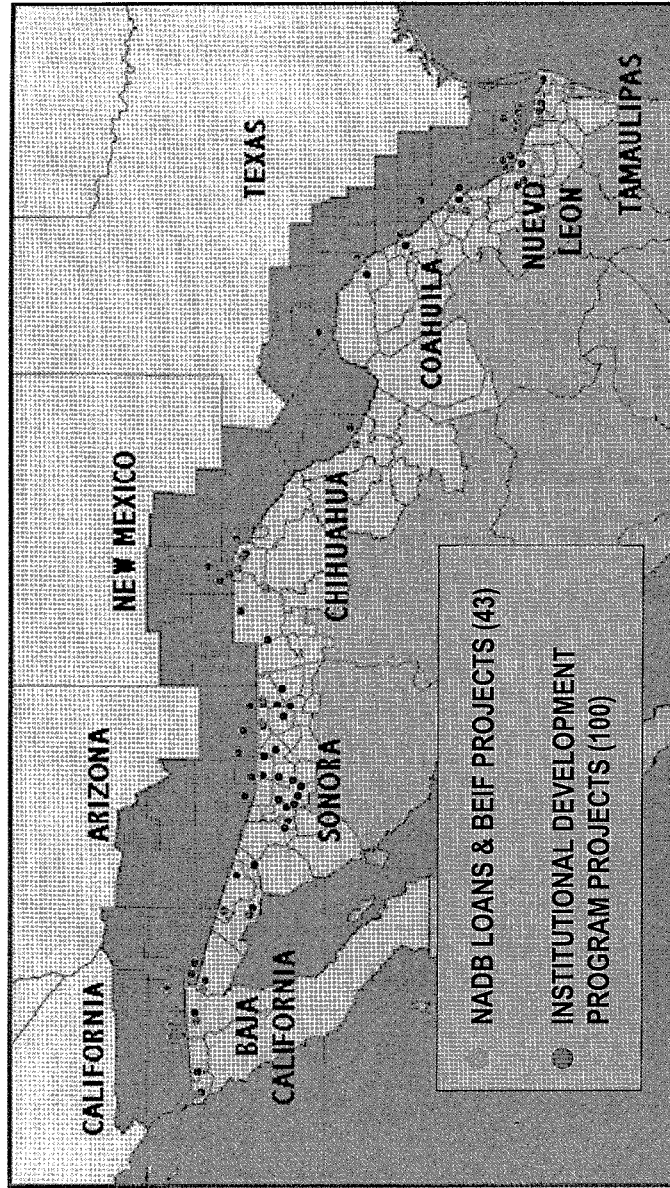 CALIFORNIA
ARIZONA
NEW MEXICO
TEXAS
BAJA
CALIFORNIA
SONORA
CHIHUAHUA
COAHUILA
NUEVO
LEON
TAMAULIPAS
NADB LOANS & BEIF PROJECTS (43)
INSTITUTIONAL DEVELOPMENT
PROGRAM PROJECTS (100)